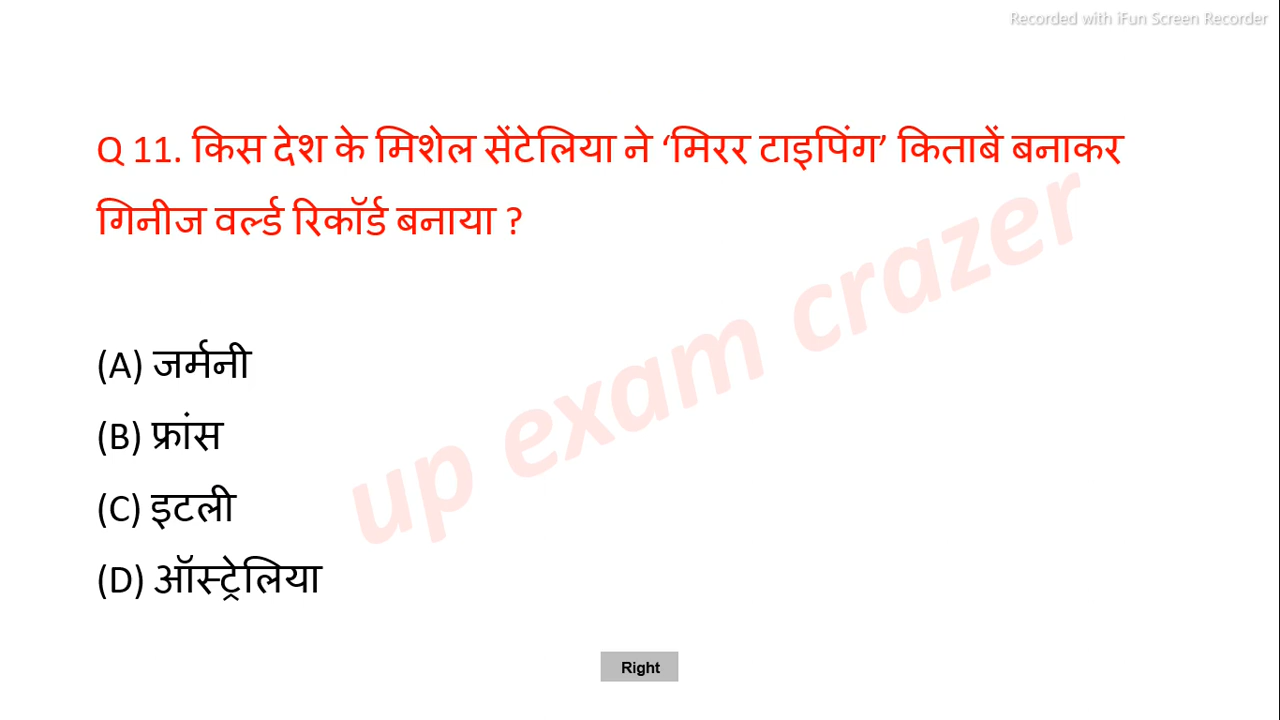 Recorded with iFun Screen Recorder
Q 11. किस देश के मिशेल सेंटेलिया ने ‘मिरर टाइपिंग’ किताबें बनाकर
गिनीज वर्ल्ड रिकॉर्ड बनाया ?
(A) जर्मनी
(B) फ्रांस
(C) इटली
(D) ऑस्ट्रेलिया
up exam crazer
Right